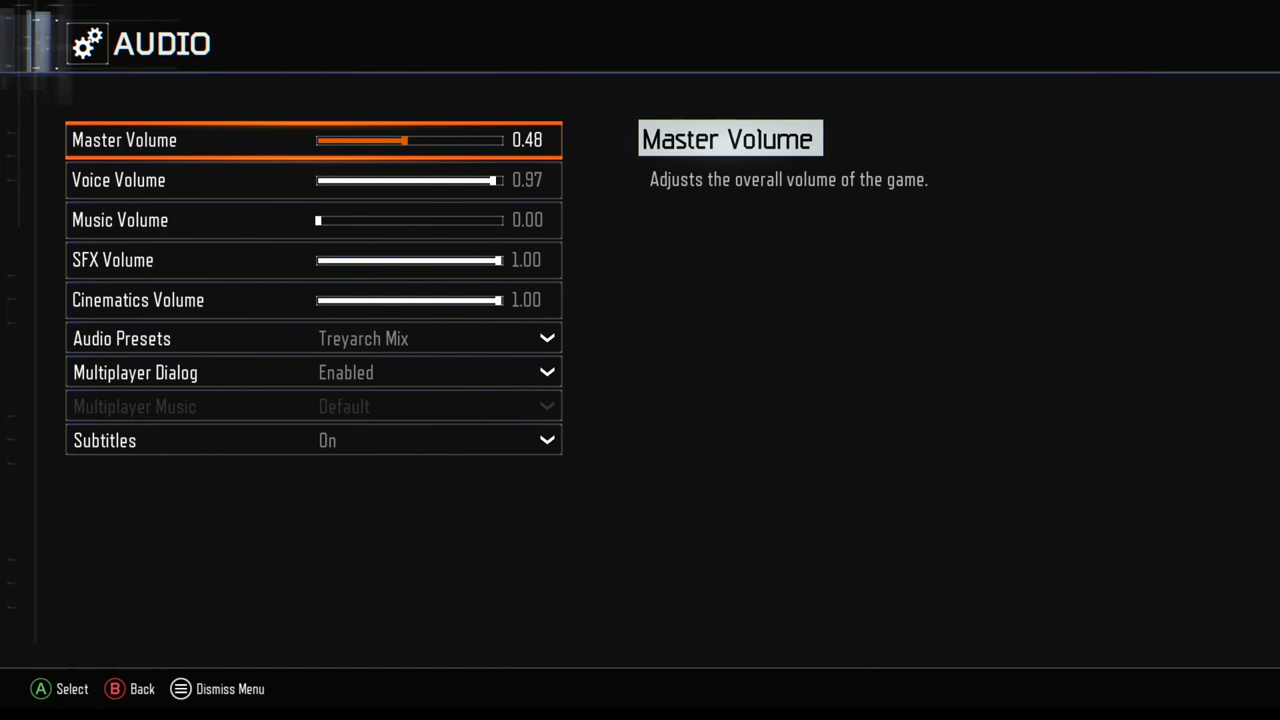 AUDIO
Master Volume 0.48
Voice Volume 0.97
Music Volume 0.00
SFX Volume 1.00
Cinematics Volume 1.00
Audio Presets Treyarch Mix
Multiplayer Dialog Enabled
Multiplayer Music Default
Subtitles On
Master Volume
Adjusts the overall volume of the game.
A Select B Back Dismiss Menu